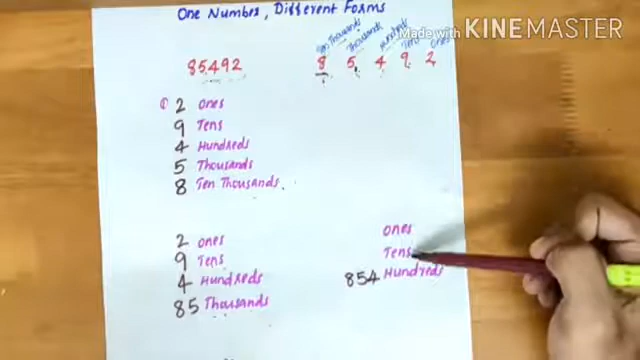 One Number, Different Forms
Made with KINEMASTER
Ten Thousands Thousands Hundreds Tens Ones
85492
8 5 4 9 2
① 2 Ones
9 Tens
4 Hundreds
5 Thousands
8 Ten Thousands.
2 Ones
9 Tens
4 Hundreds
85 Thousands
Ones
Tens
854 Hundreds